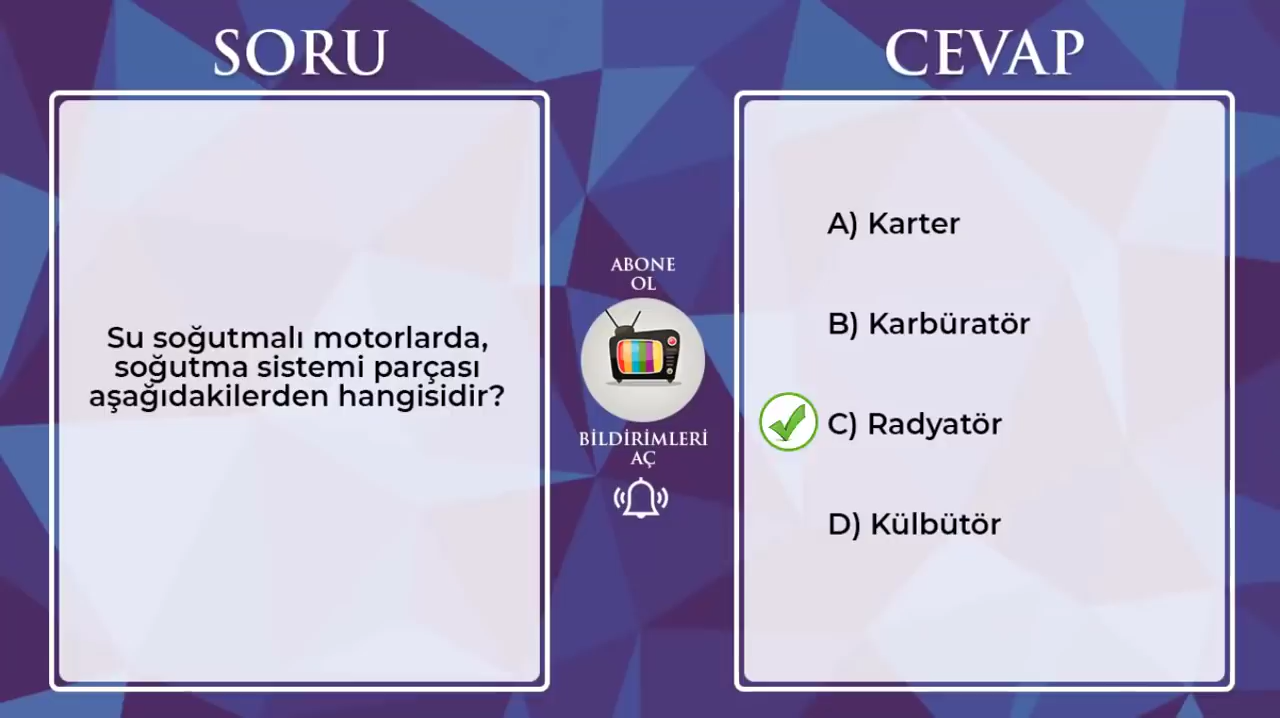 SORU
Su soğutmalı motorlarda,
soğutma sistemi parçası
aşağıdakilerden hangisidir?
ABONE
OL
BİLDİRİMLERİ
AÇ
CEVAP
A) Karter
B) Karbüratör
C) Radyatör
D) Külbütör